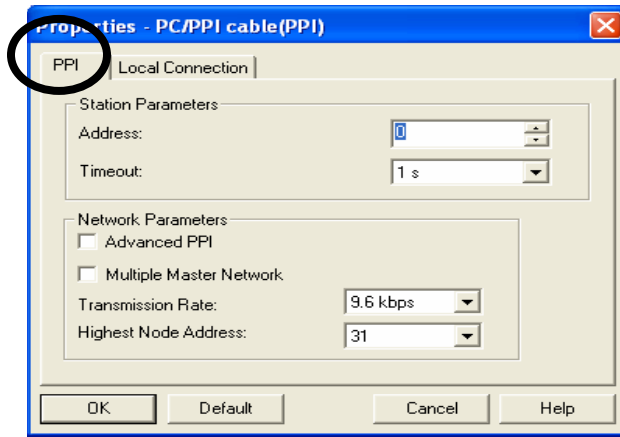 Properties - PC/PPI cable(PPI)
PPI
Local Connection
Station Parameters
Address:
0
Timeout:
1 s
Network Parameters
Advanced PPI
Multiple Master Network
Transmission Rate:
9.6 kbps
Highest Node Address:
31
OK
Default
Cancel
Help